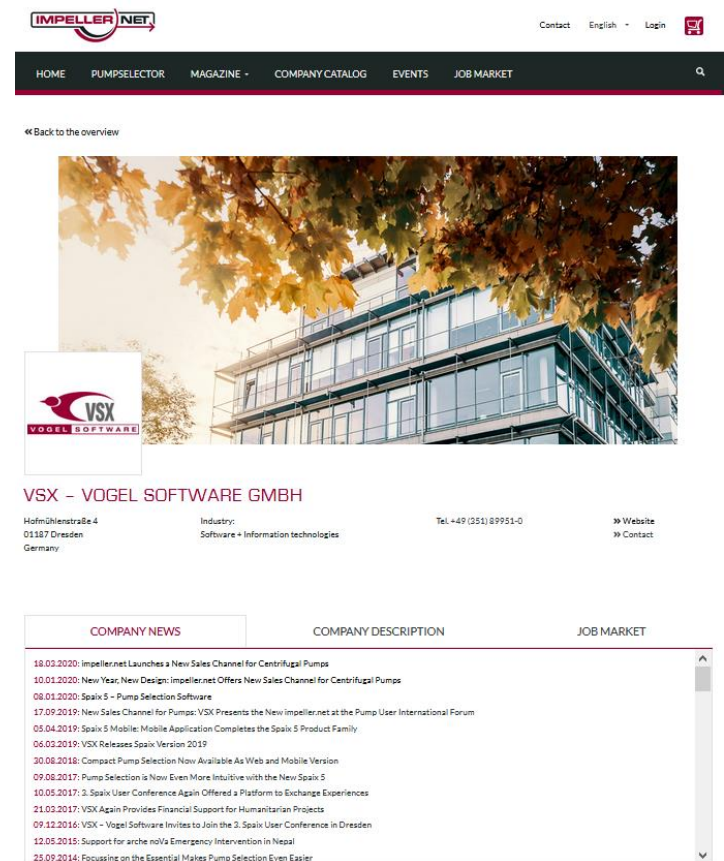 IMPELLER NET
Contact English Login
HOME PUMPSELECTOR MAGAZINE COMPANY CATALOG EVENTS JOB MARKET
« Back to the overview
VSX
VOGEL SOFTWARE
VSX – VOGEL SOFTWARE GMBH
Hofmühlenstraße 4
01187 Dresden
Germany
Industry:
Software + Information technologies
Tel. +49 (351) 89951-0
» Website
» Contact
COMPANY NEWS COMPANY DESCRIPTION JOB MARKET
18.03.2020: impeller.net Launches a New Sales Channel for Centrifugal Pumps
10.01.2020: New Year, New Design: impeller.net Offers New Sales Channel for Centrifugal Pumps
08.01.2020: Spaix 5 – Pump Selection Software
17.09.2019: New Sales Channel for Pumps: VSX Presents the New impeller.net at the Pump User International Forum
05.04.2019: Spaix 5 Mobile: Mobile Application Completes the Spaix 5 Product Family
06.03.2019: VSX Releases Spaix Version 2019
30.08.2018: Compact Pump Selection Now Available As Web and Mobile Version
09.08.2017: Pump Selection is Now Even More Intuitive with the New Spaix 5
10.05.2017: 3. Spaix User Conference Again Offered a Platform to Exchange Experiences
21.03.2017: VSX Again Provides Financial Support for Humanitarian Projects
09.12.2016: VSX – Vogel Software Invites to Join the 3. Spaix User Conference in Dresden
12.05.2015: Support for arche noVa Emergency Intervention in Nepal
25.09.2014: Focussing on the Essential Makes Pump Selection Even Easier